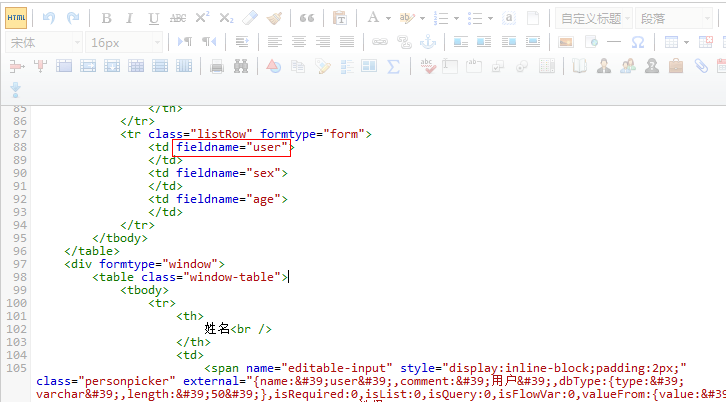 HTML
B I U ABC X² X₂
A ab a
自定义标题 段落
宋体 16px Ω
85 </th>
86 </tr>
87 <tr class="listRow" formtype="form">
88 <td fieldname="user">
89 </td>
90 <td fieldname="sex">
91 </td>
92 <td fieldname="age">
93 </td>
94 </tr>
95 </tbody>
96 </table>
97 <div formtype="window">
98 <table class="window-table">
99 <tbody>
100 <tr>
101 <th>
102 姓名<br />
103 </th>
104 <td>
105 <span name="editable-input" style="display:inline-block;padding:2px;"
class="personpicker" external="{name:&#39;user&#39;,comment:&#39;用户&#39;,dbType:{type:&#39;
varchar&#39;,length:&#39;50&#39;},isRequired:0,isList:0,isQuery:0,isFlowVar:0,valueFrom:{value:&#39;